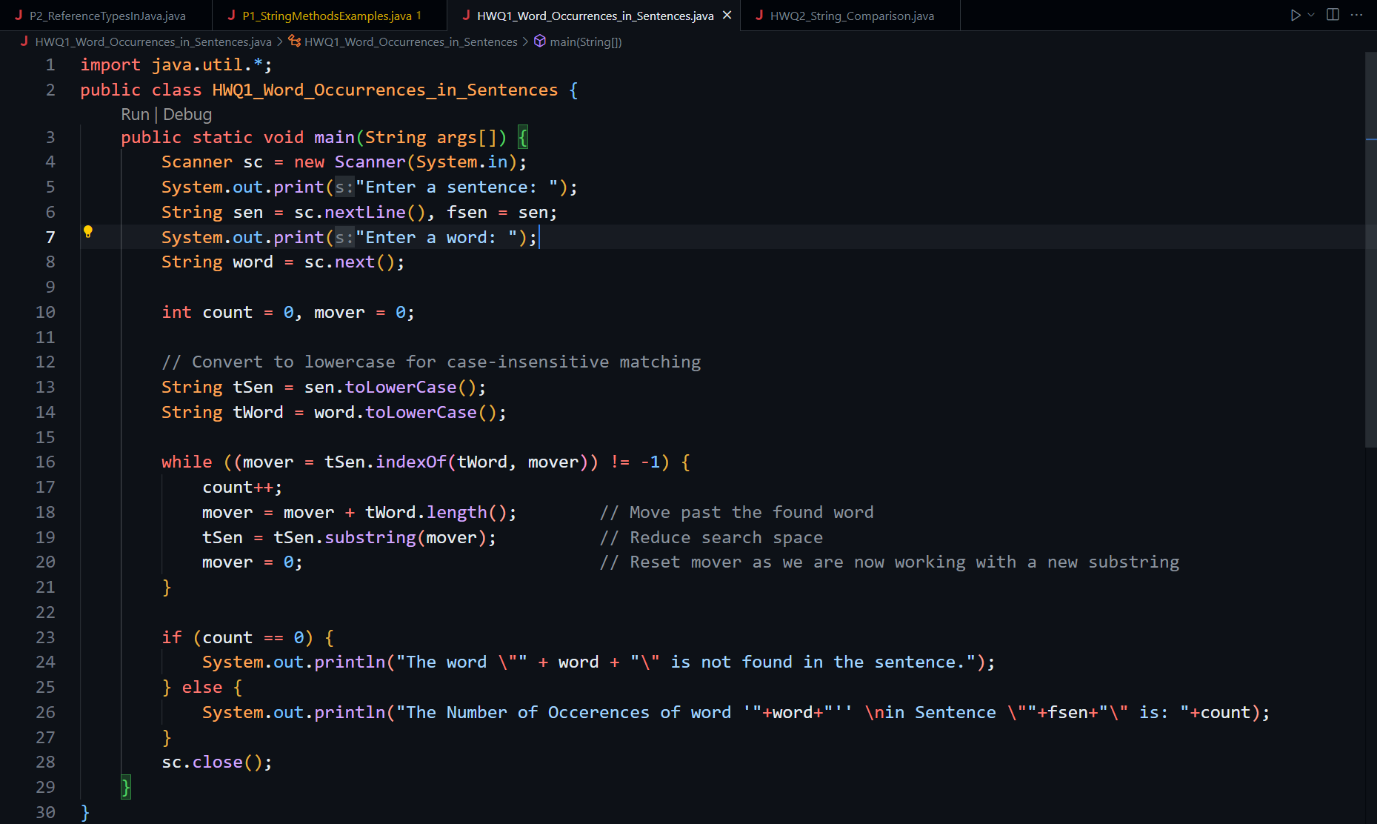 P2_ReferenceTypesInJava.java P1_StringMethodsExamples.java 1 HWQ1_Word_Occurrences_in_Sentences.java HWQ2_String_Comparison.java
HWQ1_Word_Occurrences_in_Sentences.java > HWQ1_Word_Occurrences_in_Sentences > main(String[])
1 import java.util.*;
2 public class HWQ1_Word_Occurrences_in_Sentences {
Run | Debug
3 public static void main(String args[]) {
4 Scanner sc = new Scanner(System.in);
5 System.out.print(s:"Enter a sentence: ");
6 String sen = sc.nextLine(), fsen = sen;
7 System.out.print(s:"Enter a word: ");
8 String word = sc.next();
9
10 int count = 0, mover = 0;
11
12 // Convert to lowercase for case-insensitive matching
13 String tSen = sen.toLowerCase();
14 String tWord = word.toLowerCase();
15
16 while ((mover = tSen.indexOf(tWord, mover)) != -1) {
17 count++;
18 mover = mover + tWord.length(); // Move past the found word
19 tSen = tSen.substring(mover); // Reduce search space
20 mover = 0; // Reset mover as we are now working with a new substring
21 }
22
23 if (count == 0) {
24 System.out.println("The word \"" + word + "\" is not found in the sentence.");
25 } else {
26 System.out.println("The Number of Occerences of word '"+word+"'' \nin Sentence \""+fsen+"\" is: "+count);
27 }
28 sc.close();
29 }
30 }